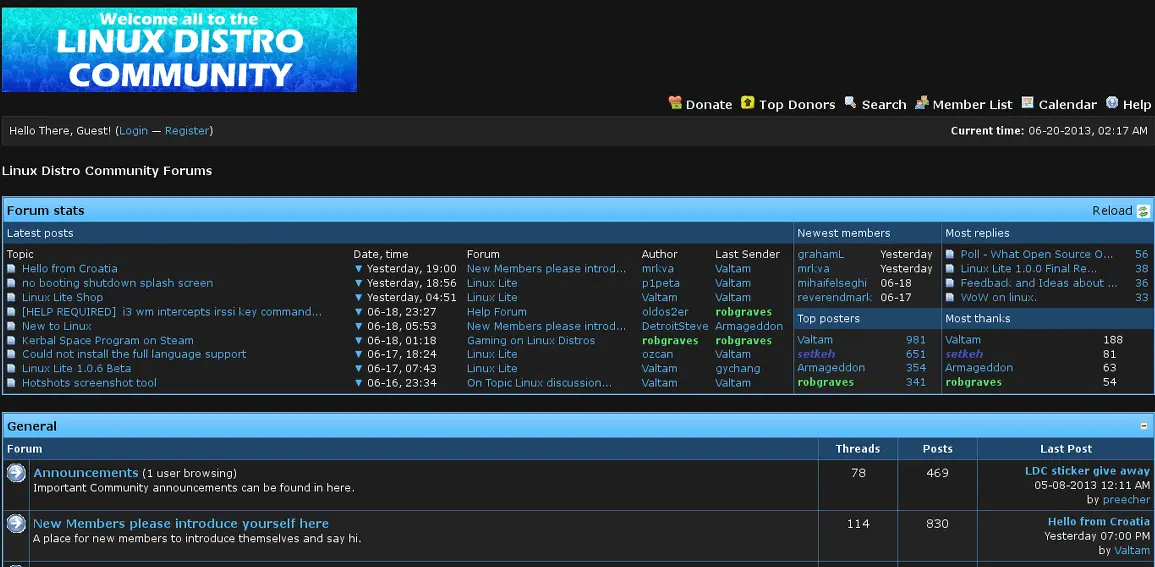 Welcome all to the
LINUX DISTRO
COMMUNITY
Donate Top Donors Search Member List Calendar Help
Hello There, Guest! (Login — Register) Current time: 06-20-2013, 02:17 AM
Linux Distro Community Forums
Forum stats Reload
Latest posts Newest members Most replies
Topic Date, time Forum Author Last Sender grahamL Yesterday Poll - What Open Source O... 56
Hello from Croatia ▼ Yesterday, 19:00 New Members please introd... mrkva Valtam mrkva Yesterday Linux Lite 1.0.0 Final Re... 38
no booting shutdown splash screen ▼ Yesterday, 18:56 Linux Lite p1peta Valtam mihaifelseghi 06-18 Feedback and Ideas about ... 36
Linux Lite Shop ▼ Yesterday, 04:51 Linux Lite Valtam Valtam reverendmark 06-17 WoW on linux. 33
[HELP REQUIRED] i3 wm intercepts irssi key command... ▼ 06-18, 23:27 Help Forum oldos2er robgraves Top posters Most thanks
New to Linux ▼ 06-18, 05:53 New Members please introd... DetroitSteve Armageddon
Kerbal Space Program on Steam ▼ 06-18, 01:18 Gaming on Linux Distros robgraves robgraves Valtam 981 Valtam 188
Could not install the full language support ▼ 06-17, 18:24 Linux Lite ozcan Valtam setkeh 651 setkeh 81
Linux Lite 1.0.6 Beta ▼ 06-17, 07:43 Linux Lite Valtam gychang Armageddon 354 Armageddon 63
Hotshots screenshot tool ▼ 06-16, 23:34 On Topic Linux discussion... Valtam Valtam robgraves 341 robgraves 54
General
Forum Threads Posts Last Post
Announcements (1 user browsing) 78 469 LDC sticker give away
Important Community announcements can be found in here. 05-08-2013 12:11 AM
by preecher
New Members please introduce yourself here 114 830 Hello from Croatia
A place for new members to introduce themselves and say hi. Yesterday 07:00 PM
by Valtam